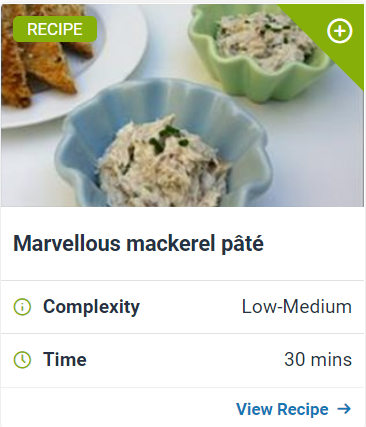 RECIPE
Marvellous mackerel pâté
Complexity Low-Medium
Time 30 mins
View Recipe →